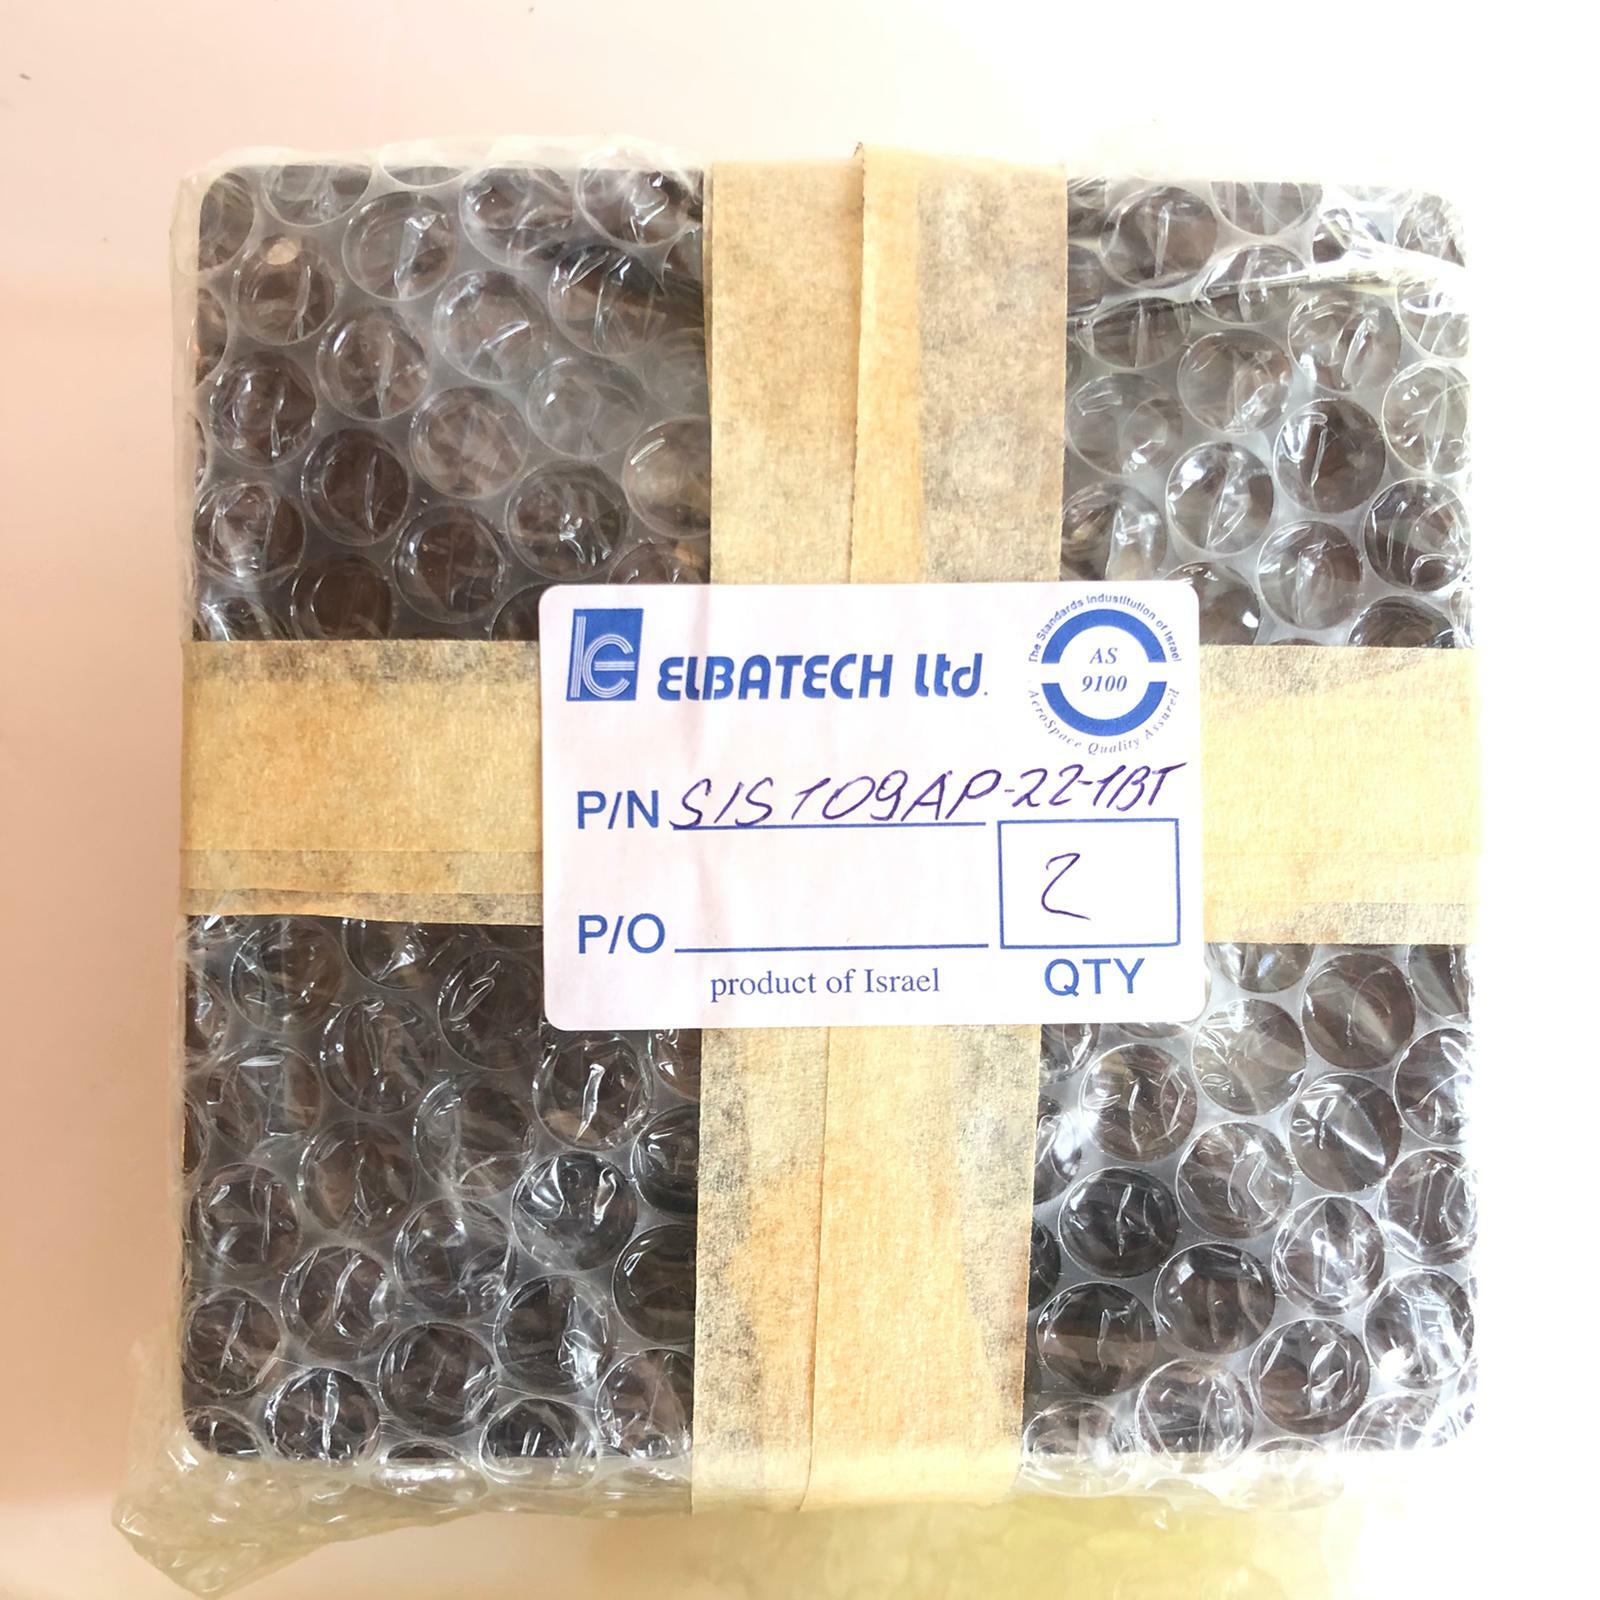 ELBATECH Ltd.
The Standards Industitution of Israel
AS
9100
AeroSpace Quality Assured
P/N SIS109AP-22-1BT
2
P/O
QTY
product of Israel